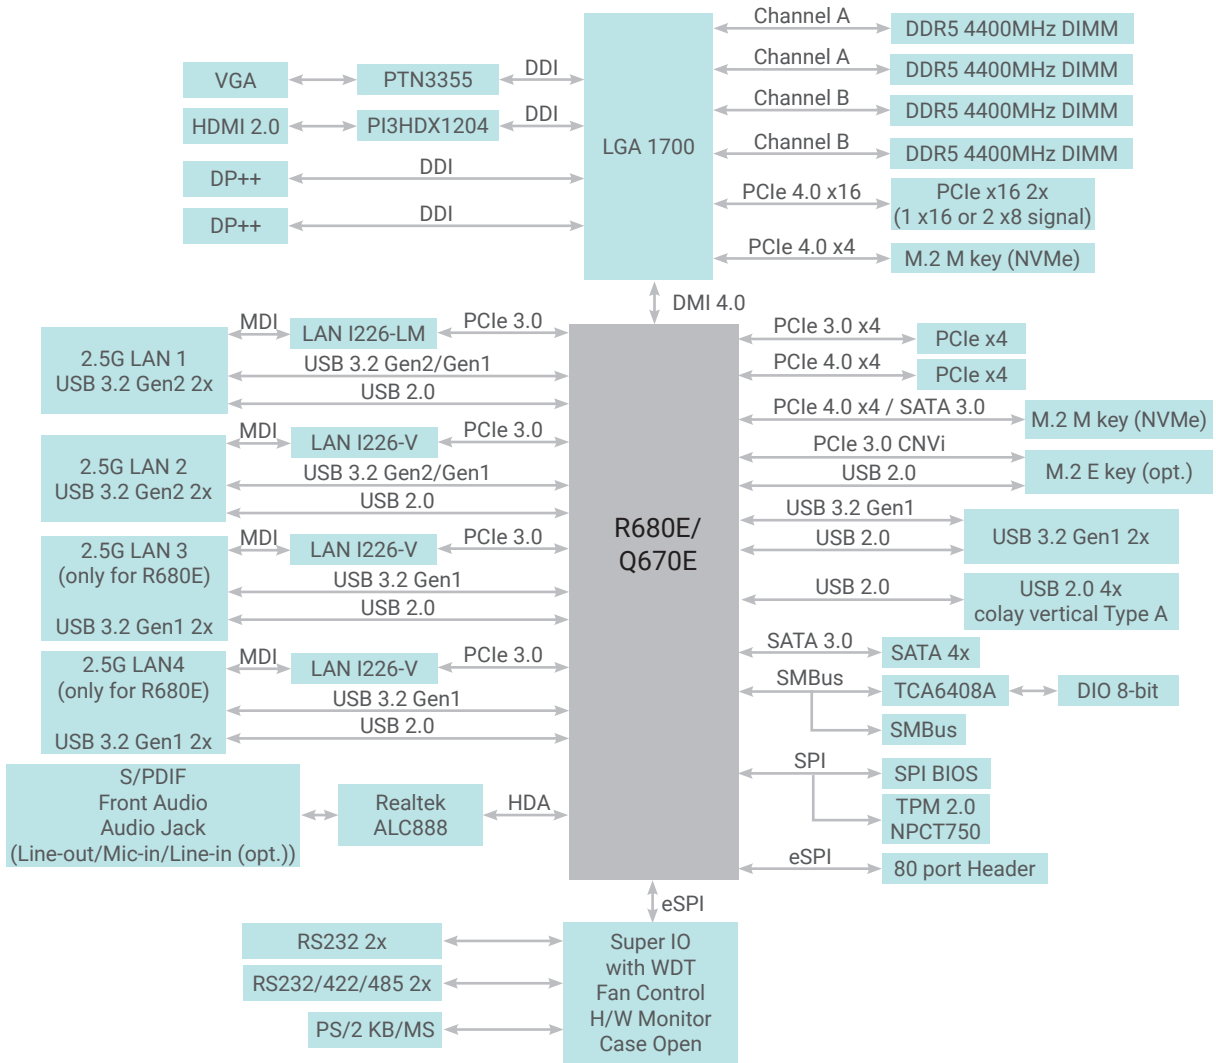 Channel A
DDR5 4400MHz DIMM
Channel A
DDR5 4400MHz DIMM
Channel B
DDR5 4400MHz DIMM
Channel B
DDR5 4400MHz DIMM
VGA
PTN3355
DDI
HDMI 2.0
PI3HDX1204
DDI
DP++
DDI
DP++
DDI
LGA 1700
PCIe 4.0 x16
PCIe x16 2x
(1 x16 or 2 x8 signal)
PCIe 4.0 x4
M.2 M key (NVMe)
DMI 4.0
2.5G LAN 1
USB 3.2 Gen2 2x
MDI
LAN I226-LM
PCIe 3.0
USB 3.2 Gen2/Gen1
USB 2.0
2.5G LAN 2
USB 3.2 Gen2 2x
MDI
LAN I226-V
PCIe 3.0
USB 3.2 Gen2/Gen1
USB 2.0
2.5G LAN 3
(only for R680E)
USB 3.2 Gen1 2x
MDI
LAN I226-V
PCIe 3.0
USB 3.2 Gen1
USB 2.0
2.5G LAN4
(only for R680E)
USB 3.2 Gen1 2x
MDI
LAN I226-V
PCIe 3.0
USB 3.2 Gen1
USB 2.0
S/PDIF
Front Audio
Audio Jack
(Line-out/Mic-in/Line-in (opt.))
Realtek
ALC888
HDA
R680E/
Q670E
PCIe 3.0 x4
PCIe x4
PCIe 4.0 x4
PCIe x4
PCIe 4.0 x4 / SATA 3.0
M.2 M key (NVMe)
PCIe 3.0 CNVi
USB 2.0
M.2 E key (opt.)
USB 3.2 Gen1
USB 2.0
USB 3.2 Gen1 2x
USB 2.0
USB 2.0 4x
colay vertical Type A
SATA 3.0
SATA 4x
SMBus
TCA6408A
DIO 8-bit
SMBus
SPI
SPI BIOS
TPM 2.0
NPCT750
eSPI
80 port Header
eSPI
RS232 2x
RS232/422/485 2x
PS/2 KB/MS
Super IO
with WDT
Fan Control
H/W Monitor
Case Open